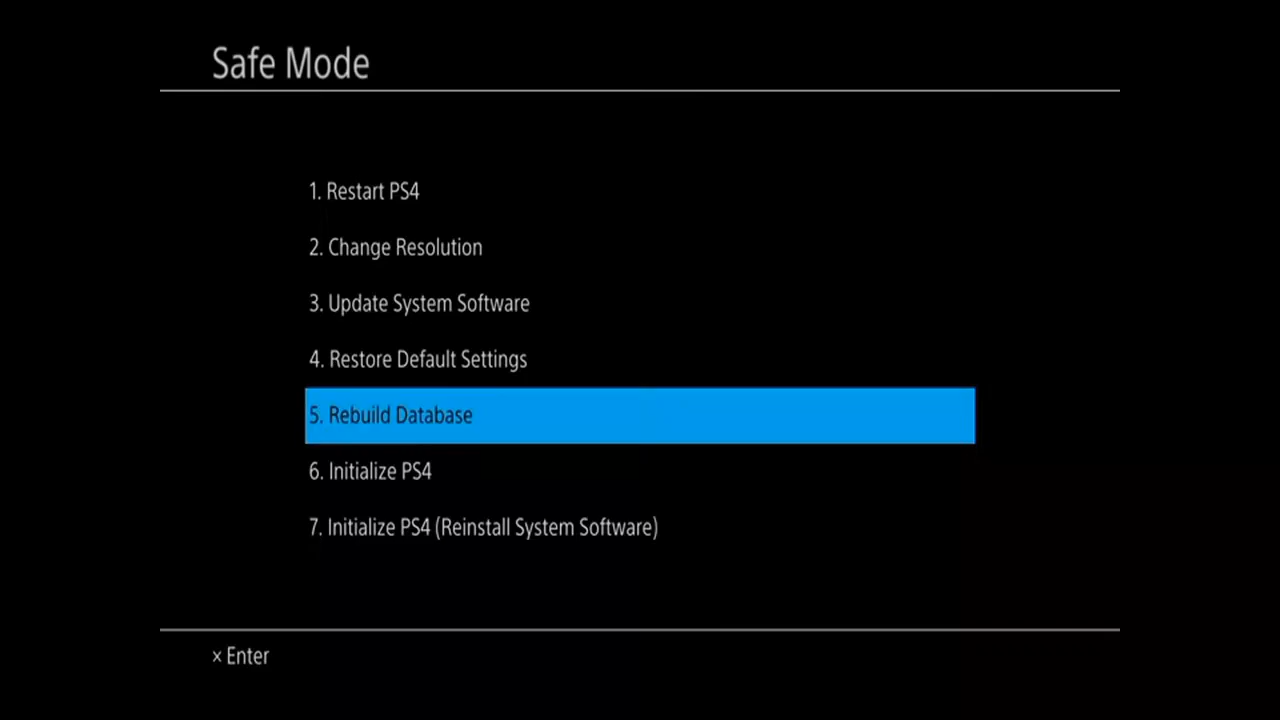 Safe Mode
1. Restart PS4
2. Change Resolution
3. Update System Software
4. Restore Default Settings
5. Rebuild Database
6. Initialize PS4
7. Initialize PS4 (Reinstall System Software)
× Enter